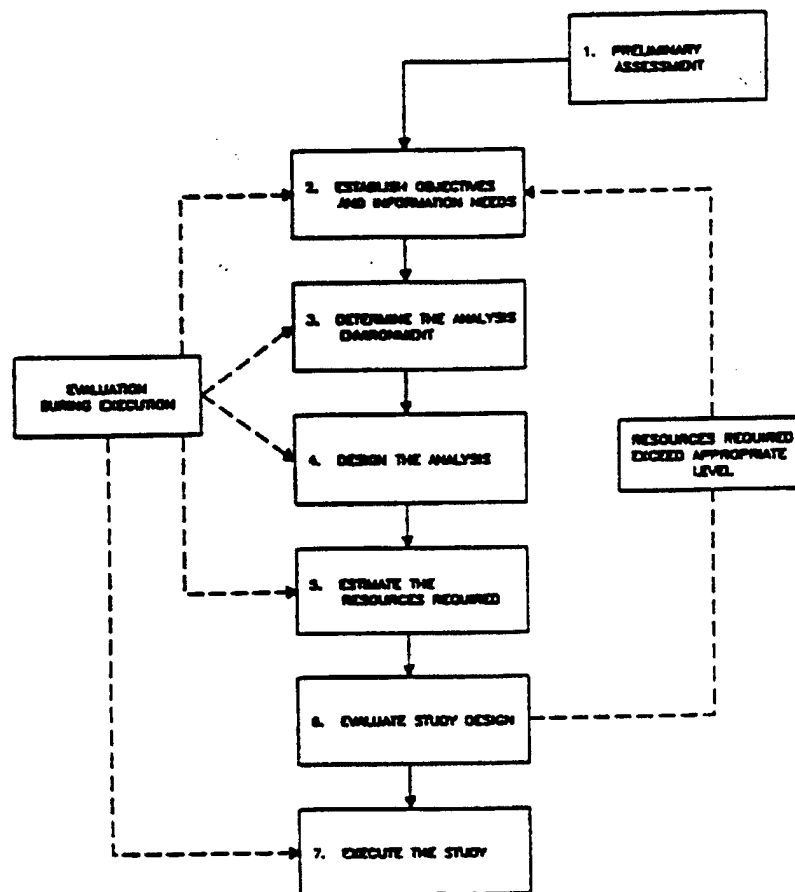 1. PRELIMINARY
ASSESSMENT
2. ESTABLISH OBJECTIVES
AND INFORMATION NEEDS
3. DETERMINE THE ANALYSIS
ENVIRONMENT
EVALUATION
DURING EXECUTION
4. DESIGN THE ANALYSIS
RESOURCES REQUIRED
EXCEED APPROPRIATE
LEVEL
5. ESTIMATE THE
RESOURCES REQUIRED
6. EVALUATE STUDY DESIGN
7. EXECUTE THE STUDY